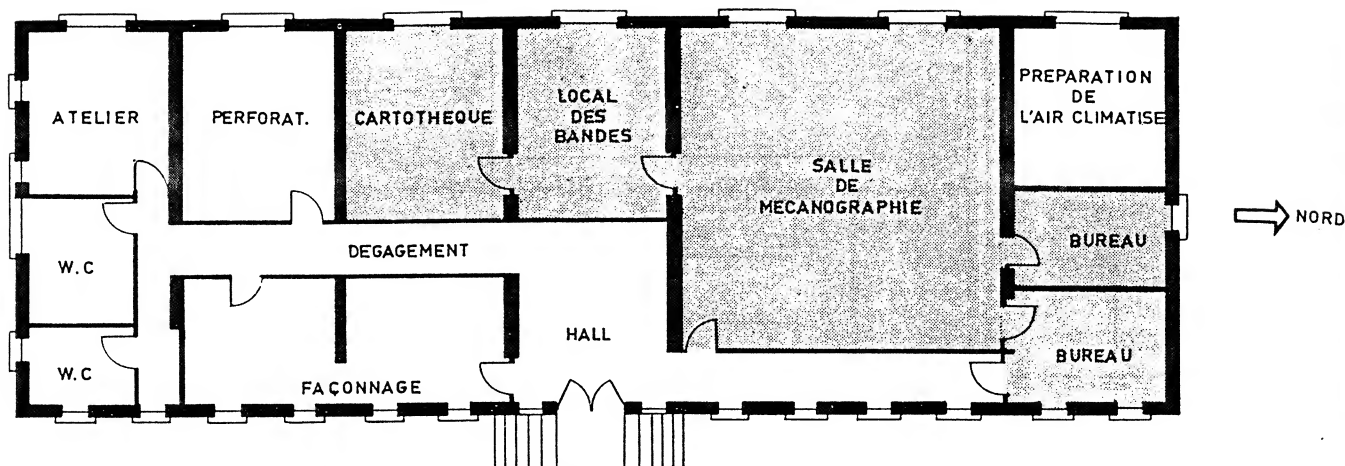 ATELIER
PERFORAT.
CARTOTHEQUE
LOCAL
DES
BANDES
SALLE
DE
MECANOGRAPHIE
PREPARATION
DE
L'AIR CLIMATISE
BUREAU
NORD
DEGAGEMENT
W.C
HALL
BUREAU
W.C
FAÇONNAGE